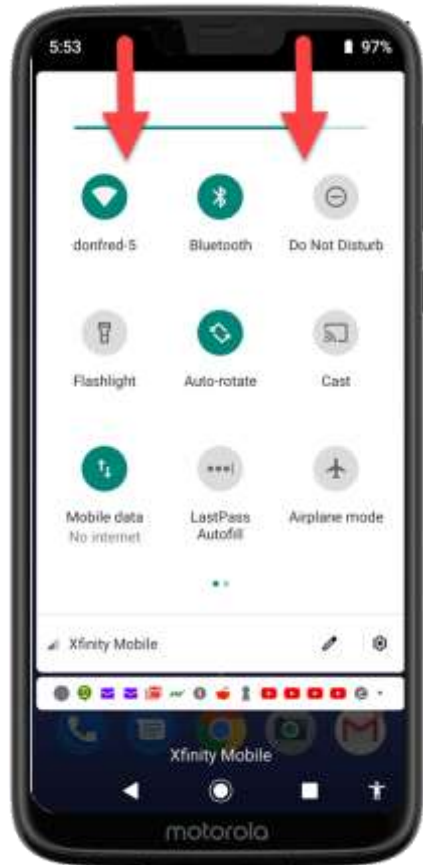 5:53 97%
donfred-5 Bluetooth Do Not Disturb
Flashlight Auto-rotate Cast
Mobile data LastPass Airplane mode
No internet Autofill
Xfinity Mobile
Xfinity Mobile
motorola